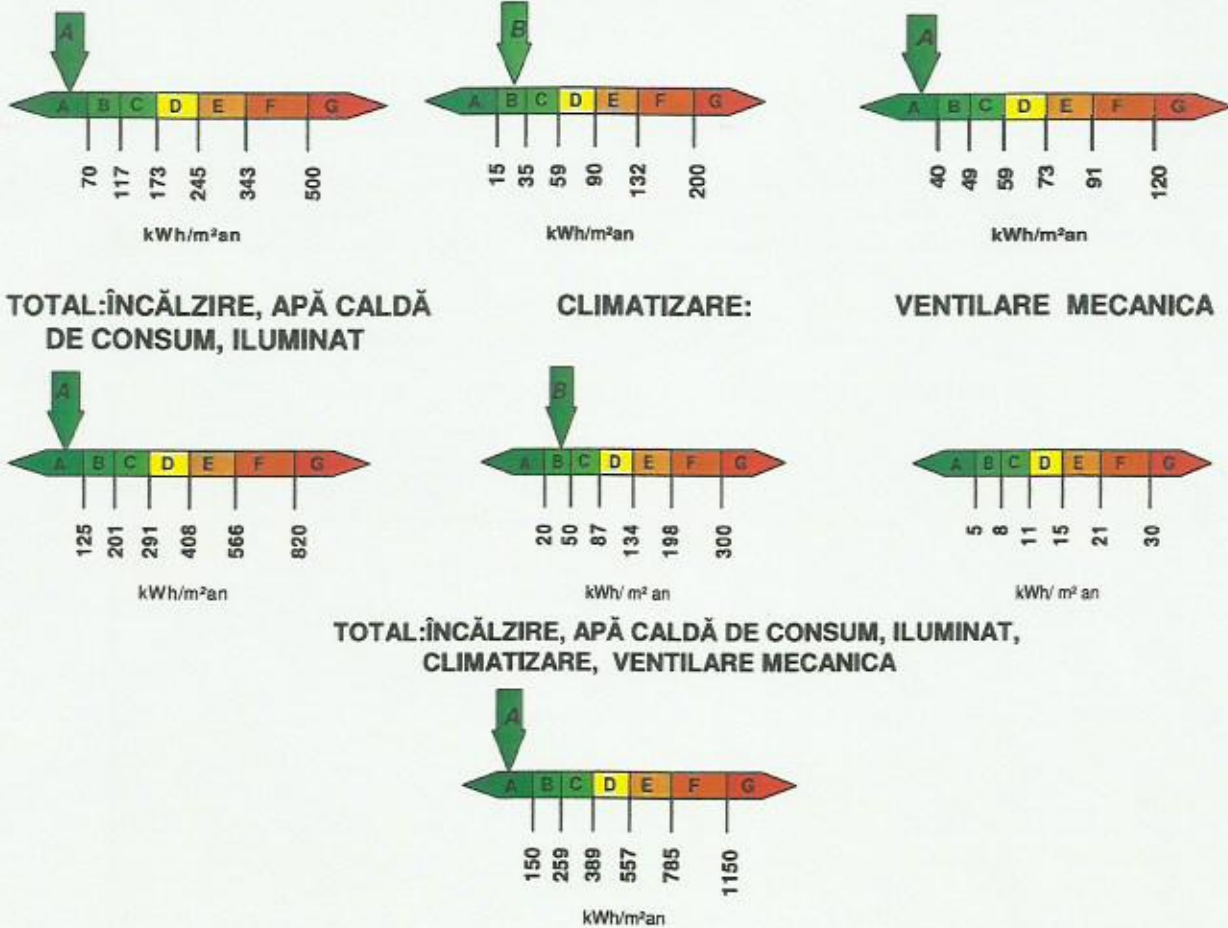 A B A
A B C D E F G
A B C D E F G
A B C D E F G
70 117 173 245 343 500
15 35 59 90 132 200
40 49 59 73 91 120
kWh/m²an
kWh/m²an
kWh/m²an
TOTAL:ÎNCĂLZIRE, APĂ CALDĂ
DE CONSUM, ILUMINAT
CLIMATIZARE:
VENTILARE MECANICA
A B
A B C D E F G
A B C D E F G
A B C D E F G
125 201 291 408 566 820
20 50 87 134 198 300
5 8 11 15 21 30
kWh/m²an
kWh/ m² an
kWh/ m² an
TOTAL:ÎNCĂLZIRE, APĂ CALDĂ DE CONSUM, ILUMINAT,
CLIMATIZARE, VENTILARE MECANICA
A
A B C D E F G
150 259 389 557 785 1150
kWh/m²an